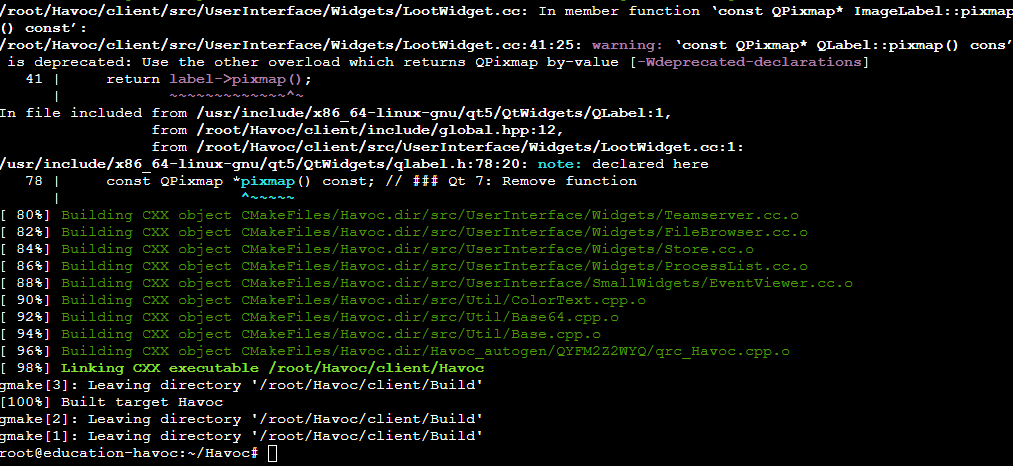 /root/Havoc/client/src/UserInterface/Widgets/LootWidget.cc: In member function ‘const QPixmap* ImageLabel::pixmap
() const’:
/root/Havoc/client/src/UserInterface/Widgets/LootWidget.cc:41:25: warning: ‘const QPixmap* QLabel::pixmap() cons’
 is deprecated: Use the other overload which returns QPixmap by-value [-Wdeprecated-declarations]
   41 |     return label->pixmap();
      |            ~~~~~~~~~~~~~^~
In file included from /usr/include/x86_64-linux-gnu/qt5/QtWidgets/QLabel:1,
                 from /root/Havoc/client/include/global.hpp:12,
                 from /root/Havoc/client/src/UserInterface/Widgets/LootWidget.cc:1:
/usr/include/x86_64-linux-gnu/qt5/QtWidgets/qlabel.h:78:20: note: declared here
   78 |     const QPixmap *pixmap() const; // ### Qt 7: Remove function
      |                    ^~~~~~
[ 80%] Building CXX object CMakeFiles/Havoc.dir/src/UserInterface/Widgets/Teamserver.cc.o
[ 82%] Building CXX object CMakeFiles/Havoc.dir/src/UserInterface/Widgets/FileBrowser.cc.o
[ 84%] Building CXX object CMakeFiles/Havoc.dir/src/UserInterface/Widgets/Store.cc.o
[ 86%] Building CXX object CMakeFiles/Havoc.dir/src/UserInterface/Widgets/ProcessList.cc.o
[ 88%] Building CXX object CMakeFiles/Havoc.dir/src/UserInterface/SmallWidgets/EventViewer.cc.o
[ 90%] Building CXX object CMakeFiles/Havoc.dir/src/Util/ColorText.cpp.o
[ 92%] Building CXX object CMakeFiles/Havoc.dir/src/Util/Base64.cpp.o
[ 94%] Building CXX object CMakeFiles/Havoc.dir/src/Util/Base.cpp.o
[ 96%] Building CXX object CMakeFiles/Havoc.dir/Havoc_autogen/QYFM2Z2WYQ/qrc_Havoc.cpp.o
[ 98%] Linking CXX executable /root/Havoc/client/Havoc
gmake[3]: Leaving directory '/root/Havoc/client/Build'
[100%] Built target Havoc
gmake[2]: Leaving directory '/root/Havoc/client/Build'
gmake[1]: Leaving directory '/root/Havoc/client/Build'
root@education-havoc:~/Havoc#